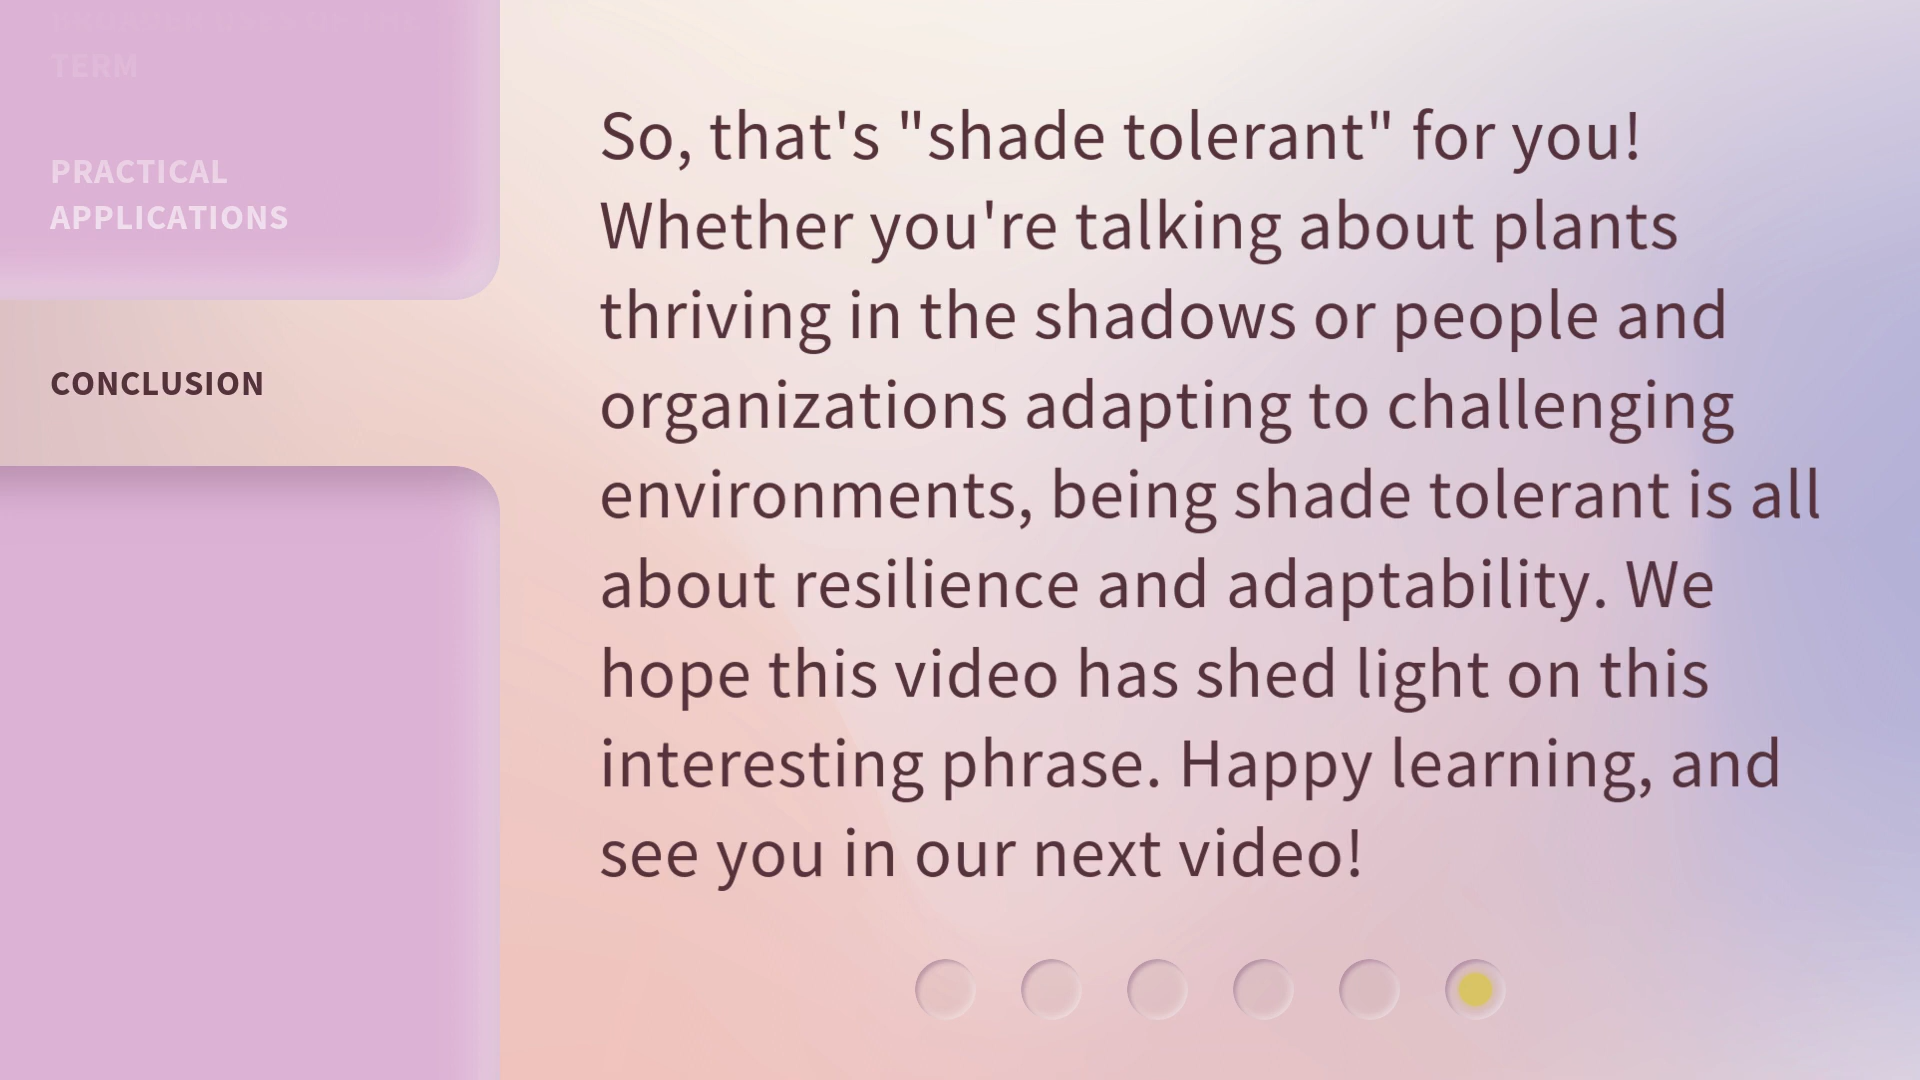 TERM
PRACTICAL
APPLICATIONS
CONCLUSION
So, that's "shade tolerant" for you!
Whether you're talking about plants
thriving in the shadows or people and
organizations adapting to challenging
environments, being shade tolerant is all
about resilience and adaptability. We
hope this video has shed light on this
interesting phrase. Happy learning, and
see you in our next video!